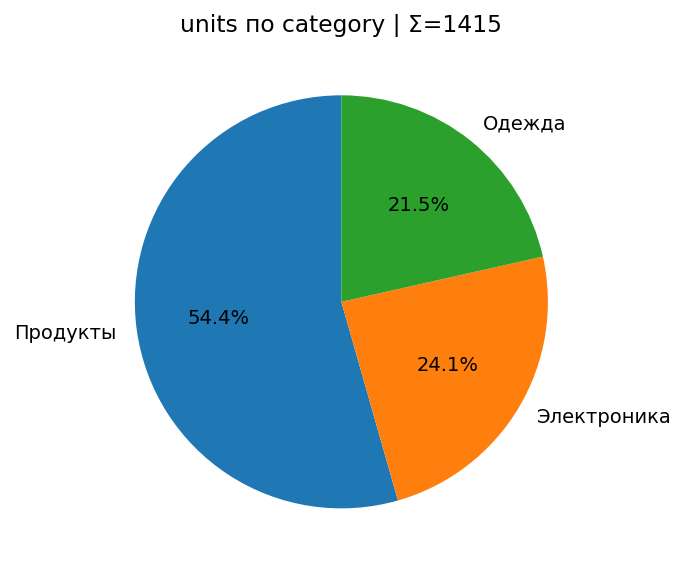 units по category | Σ=1415
Одежда
21.5%
54.4%
Продукты
24.1%
Электроника